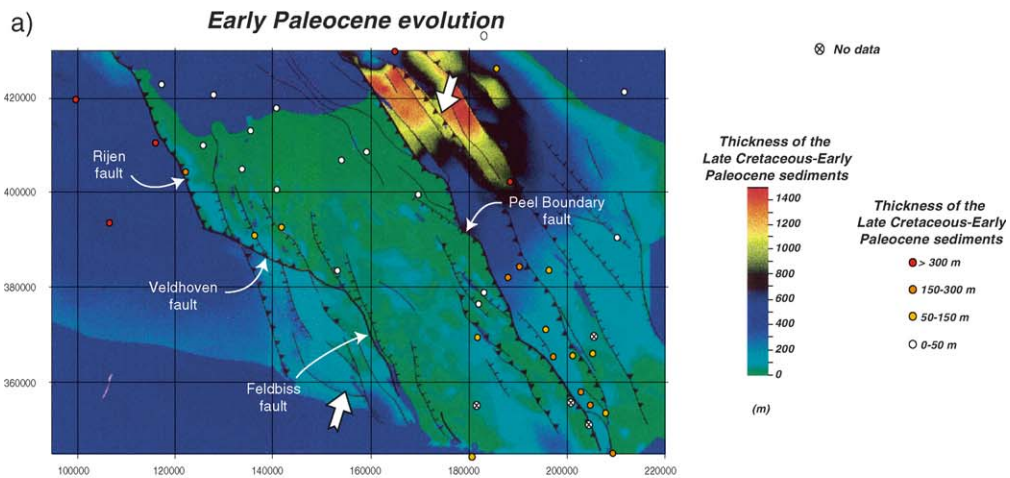 a)
Early Paleocene evolution
No data
420000
400000
380000
360000
Rijen
fault
Peel Boundary
fault
Veldhoven
fault
Feldbiss
fault
100000
120000
140000
160000
180000
200000
220000
Thickness of the
Late Cretaceous-Early
Paleocene sediments
1400
1200
1000
800
600
400
200
0
(m)
Thickness of the
Late Cretaceous-Early
Paleocene sediments
> 300 m
150-300 m
50-150 m
0-50 m